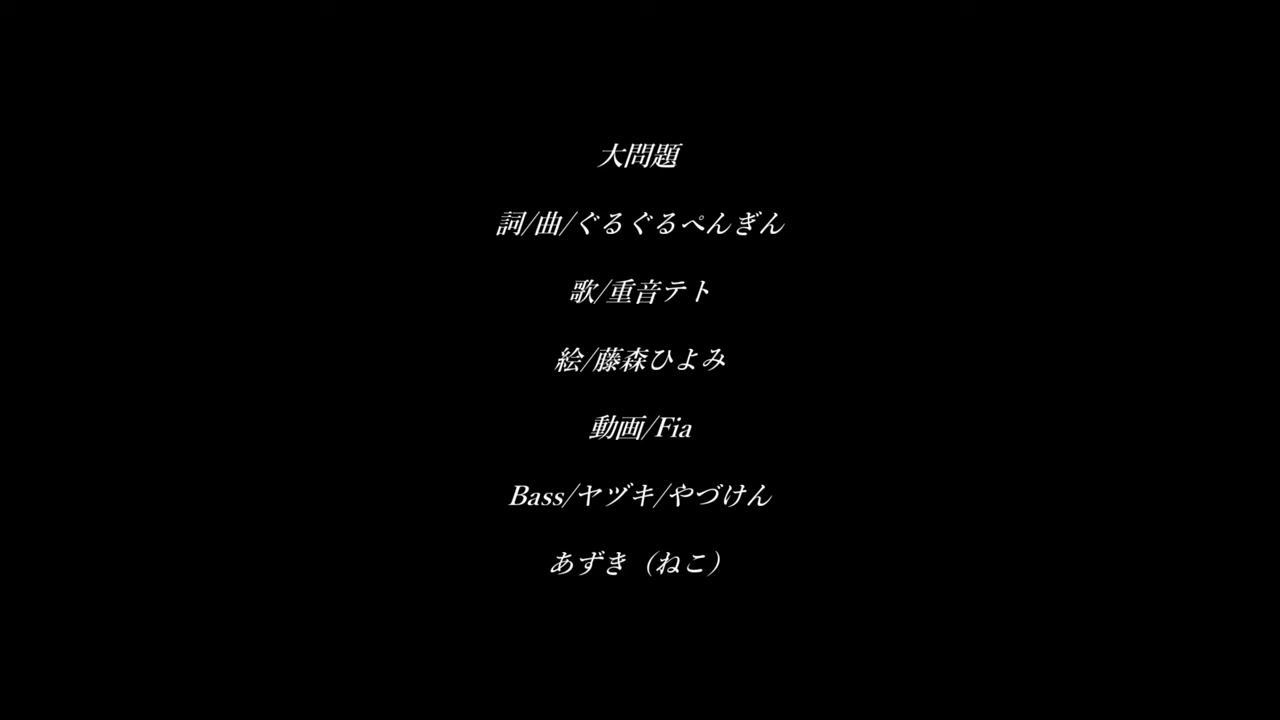 大問題
詞/曲/ぐるぐるぺんぎん
歌/重音テト
絵/藤森ひよみ
動画/Fia
Bass/ヤヅキ/やづけん
あずき（ねこ）